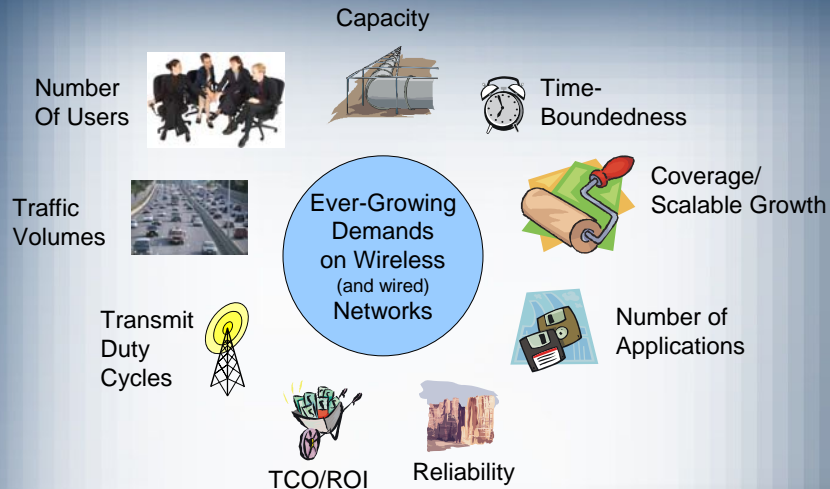 Capacity
Number
Of Users
Time-
Boundedness
Coverage/
Scalable Growth
Traffic
Volumes
Ever-Growing
Demands
on Wireless
(and wired)
Networks
Transmit
Duty
Cycles
Number of
Applications
TCO/ROI
Reliability